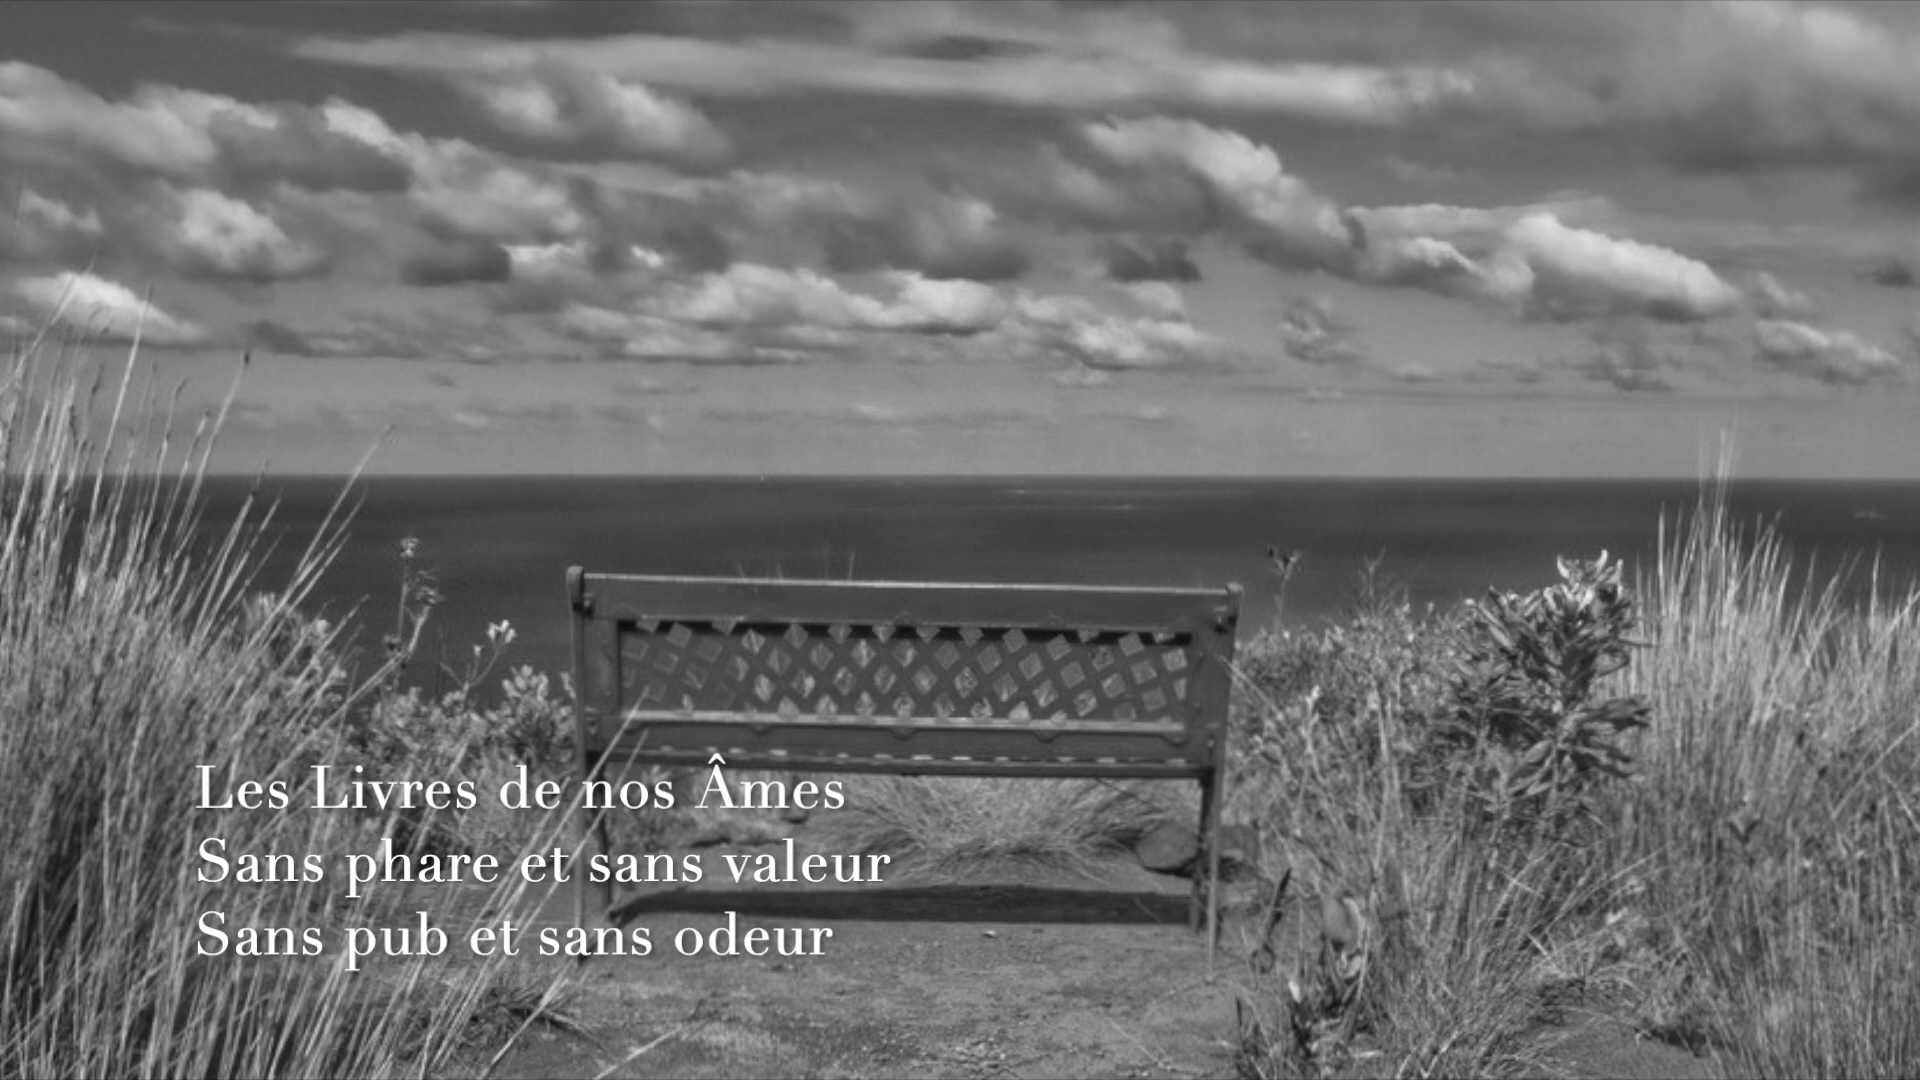 Les Livres de nos Âmes
Sans phare et sans valeur
Sans pub et sans odeur